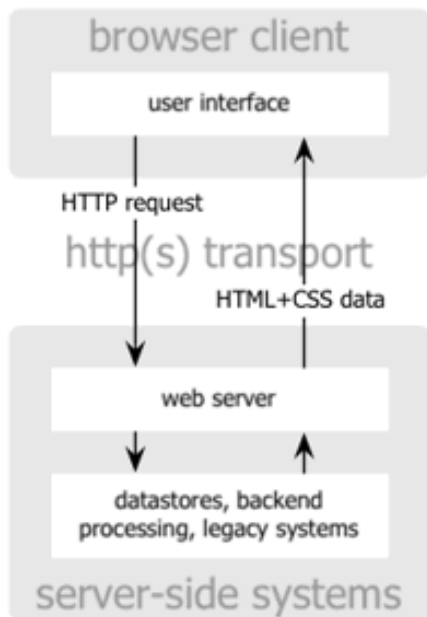 browser client
user interface
HTTP request
http(s) transport
HTML+CSS data
web server
datastores, backend
processing, legacy systems
server-side systems